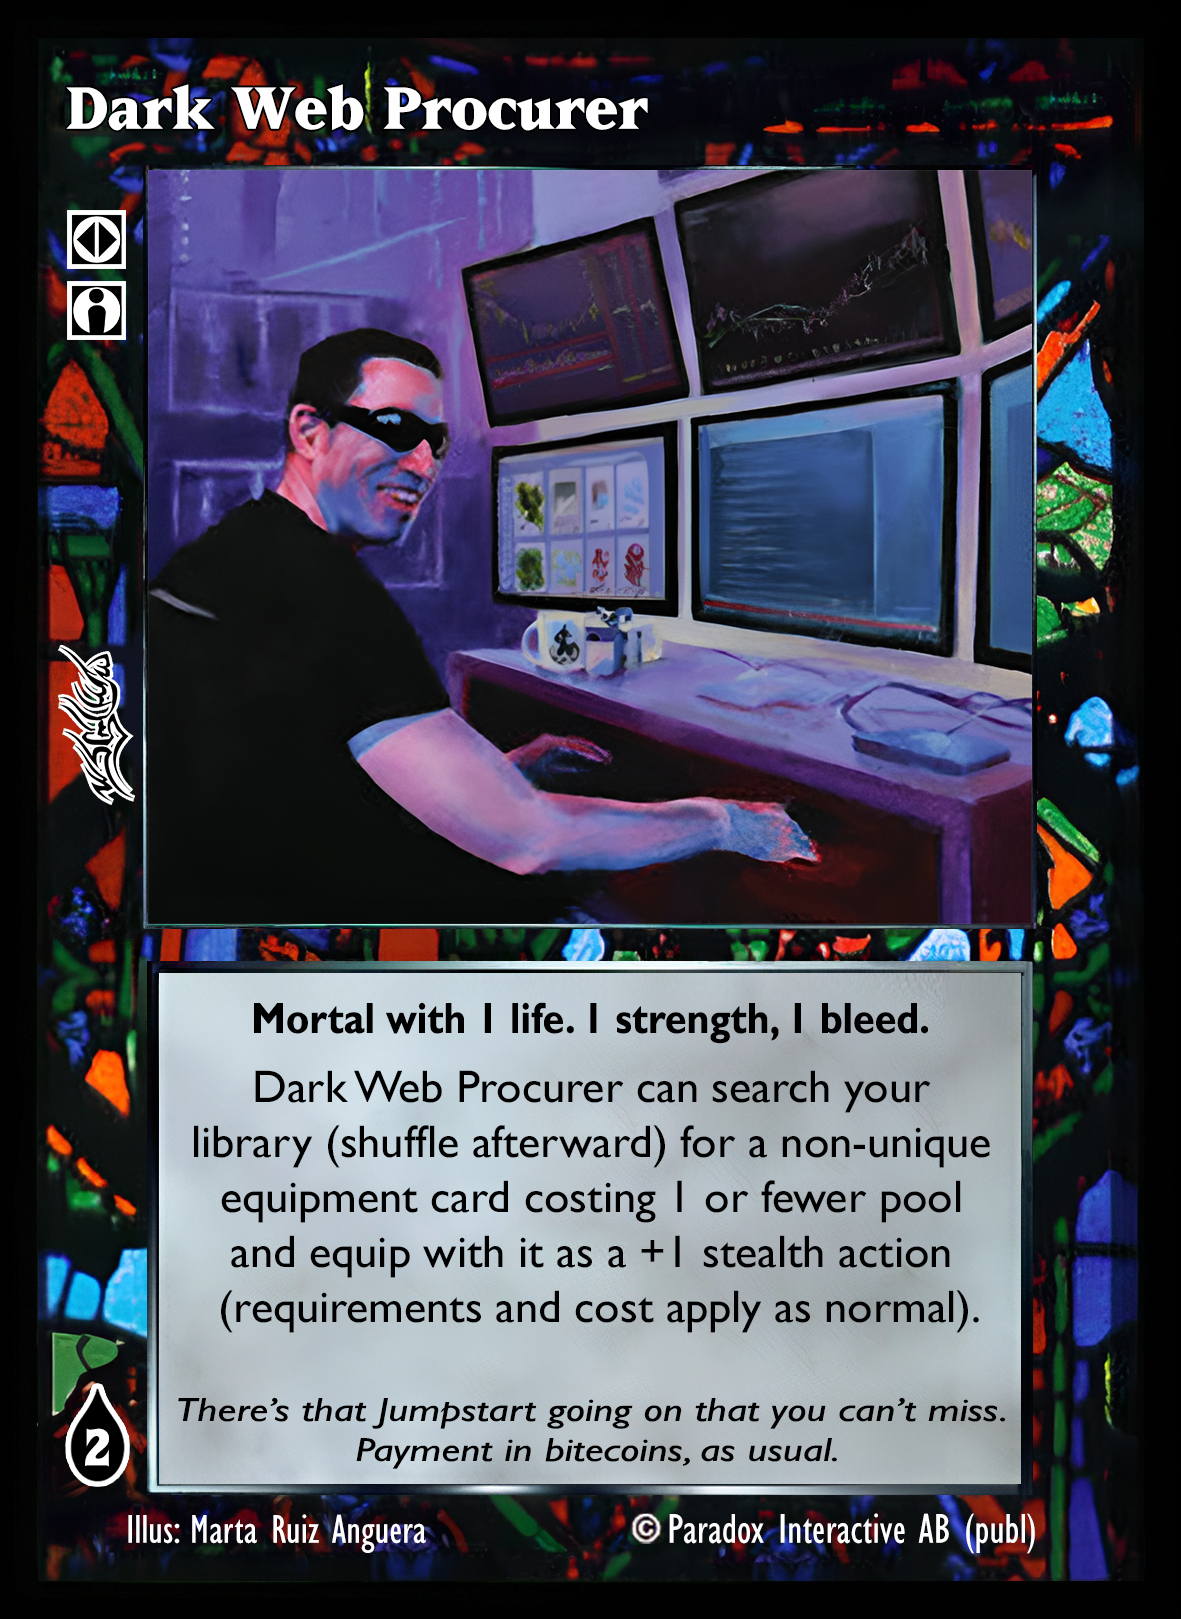 Dark Web Procurer
Mortal with 1 life. 1 strength, 1 bleed.
Dark Web Procurer can search your
library (shuffle afterward) for a non-unique
equipment card costing 1 or fewer pool
and equip with it as a +1 stealth action
(requirements and cost apply as normal).
There's that Jumpstart going on that you can't miss.
Payment in bitecoins, as usual.
2
Illus: Marta Ruiz Anguera
© Paradox Interactive AB (publ)